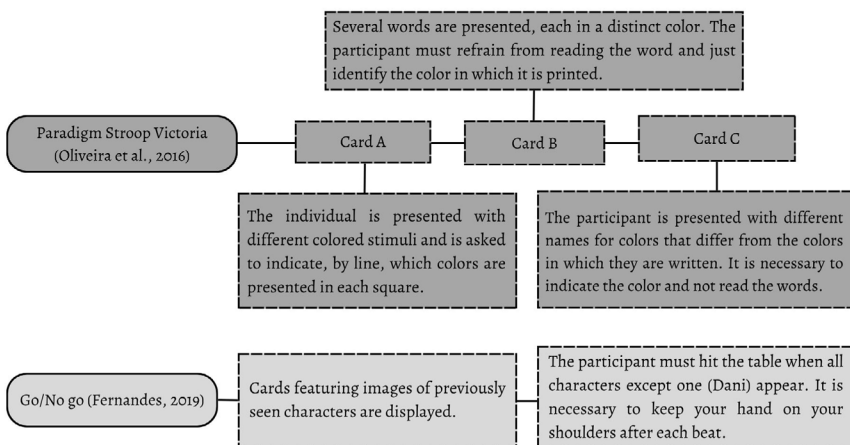 Several words are presented, each in a distinct color. The
participant must refrain from reading the word and just
identify the color in which it is printed.
Paradigm Stroop Victoria
(Oliveira et al., 2016)
Card A
Card B
Card C
The individual is presented with
different colored stimuli and is asked
to indicate, by line, which colors are
presented in each square.
The participant is presented with different
names for colors that differ from the colors
in which they are written. It is necessary to
indicate the color and not read the words.
Go/No go (Fernandes, 2019)
Cards featuring images of previously
seen characters are displayed.
The participant must hit the table when all
characters except one (Dani) appear. It is
necessary to keep your hand on your
shoulders after each beat.